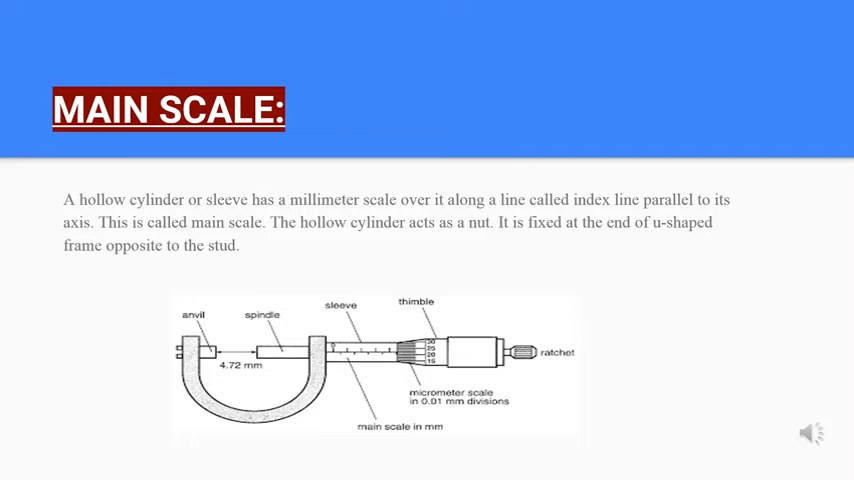 MAIN SCALE:
A hollow cylinder or sleeve has a millimeter scale over it along a line called index line parallel to its
axis. This is called main scale. The hollow cylinder acts as a nut. It is fixed at the end of u-shaped
frame opposite to the stud.
anvil
spindle
sleeve
thimble
0
30
25
20
15
ratchet
4.72 mm
micrometer scale
in 0.01 mm divisions
main scale in mm